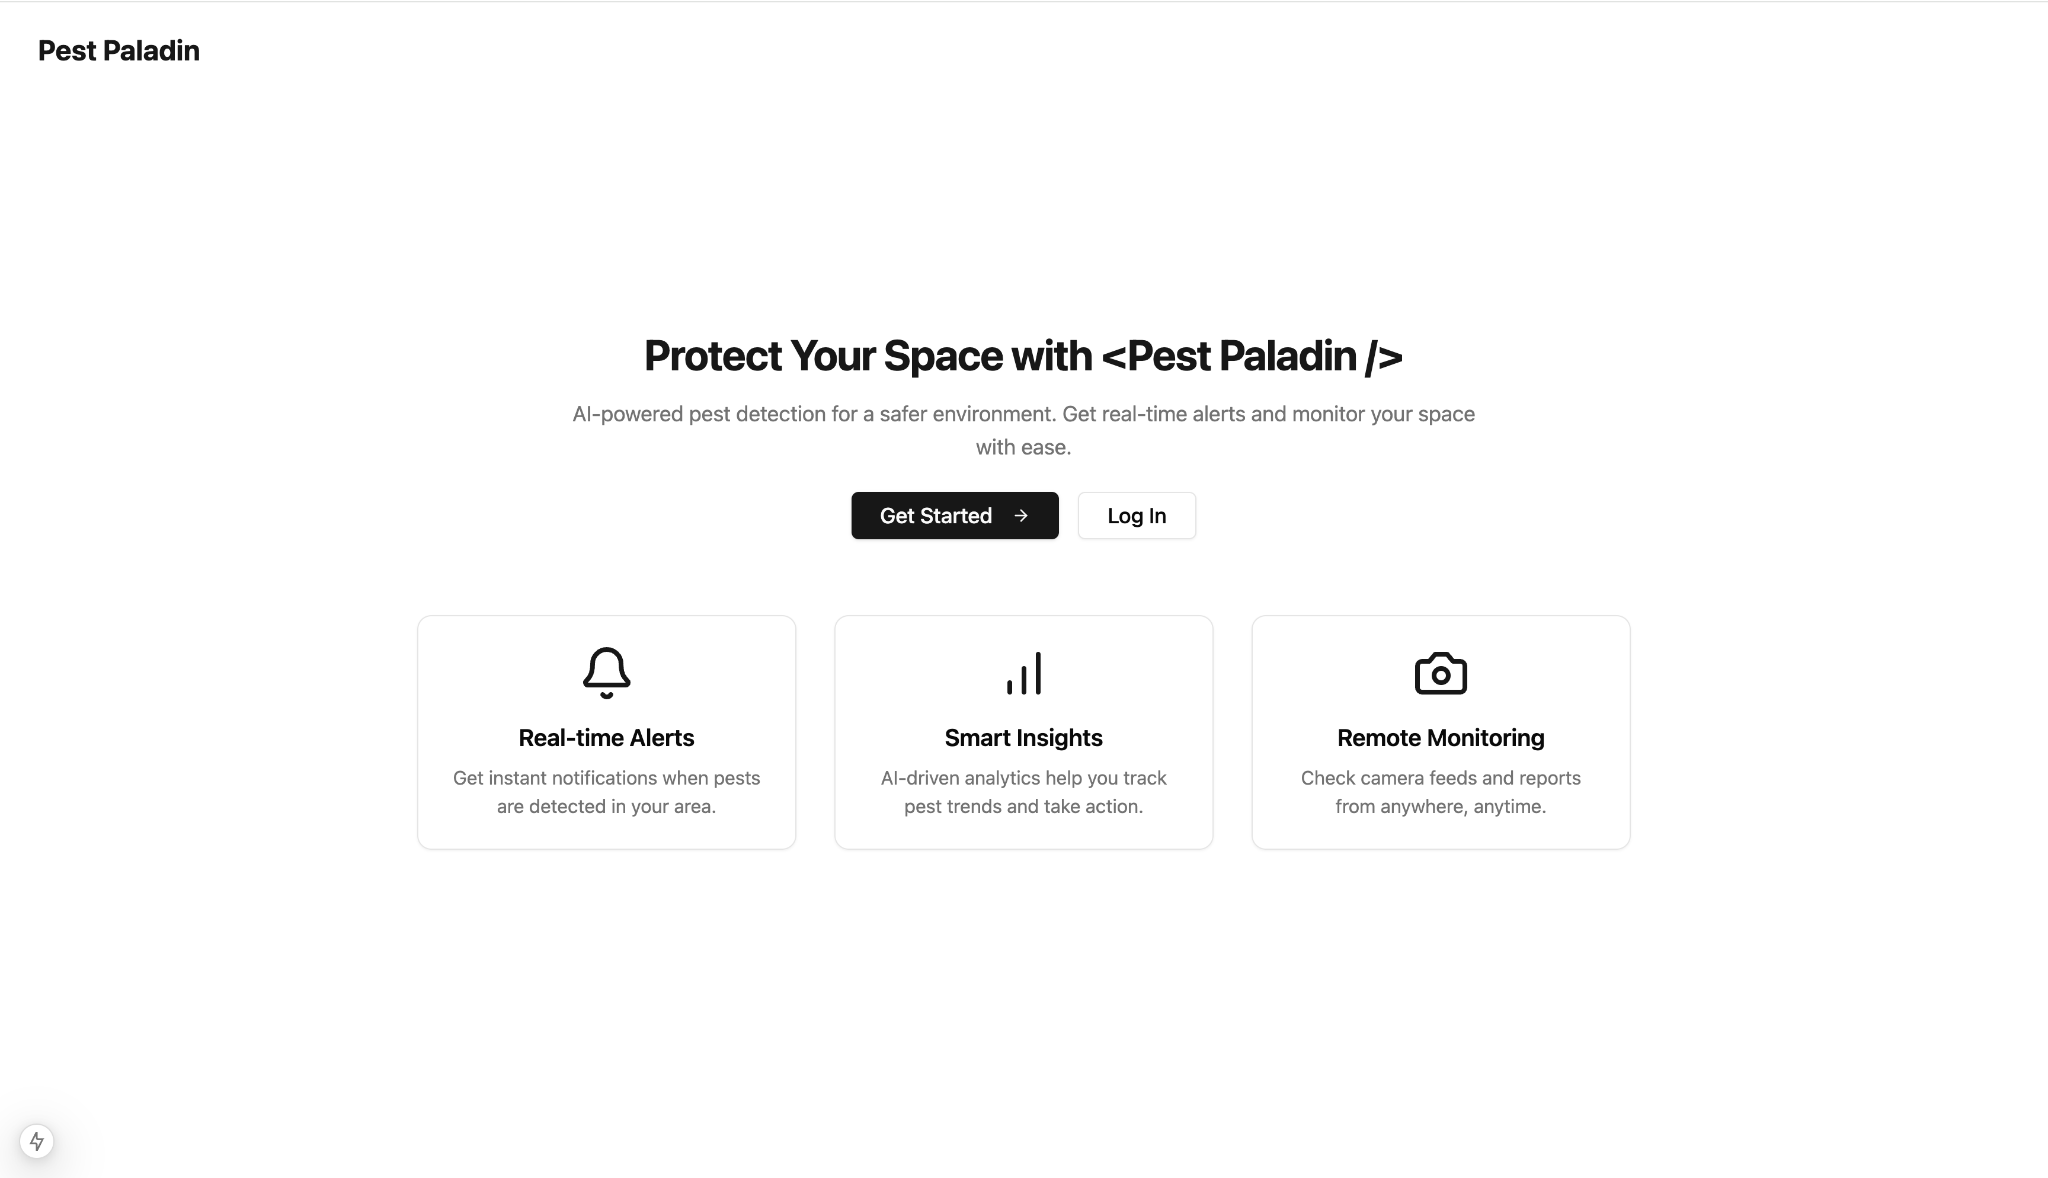 Pest Paladin
Protect Your Space with <Pest Paladin />
AI-powered pest detection for a safer environment. Get real-time alerts and monitor your space
with ease.
Get Started →
Log In
Real-time Alerts
Get instant notifications when pests
are detected in your area.
Smart Insights
AI-driven analytics help you track
pest trends and take action.
Remote Monitoring
Check camera feeds and reports
from anywhere, anytime.